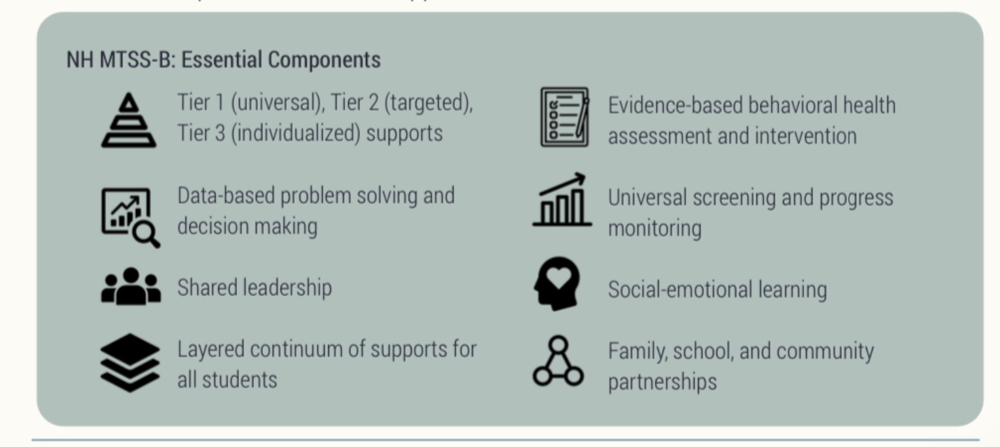 NH MTSS-B: Essential Components
Tier 1 (universal), Tier 2 (targeted),
Tier 3 (individualized) supports
Data-based problem solving and
decision making
Shared leadership
Layered continuum of supports for
all students
Evidence-based behavioral health
assessment and intervention
Universal screening and progress
monitoring
Social-emotional learning
Family, school, and community
partnerships